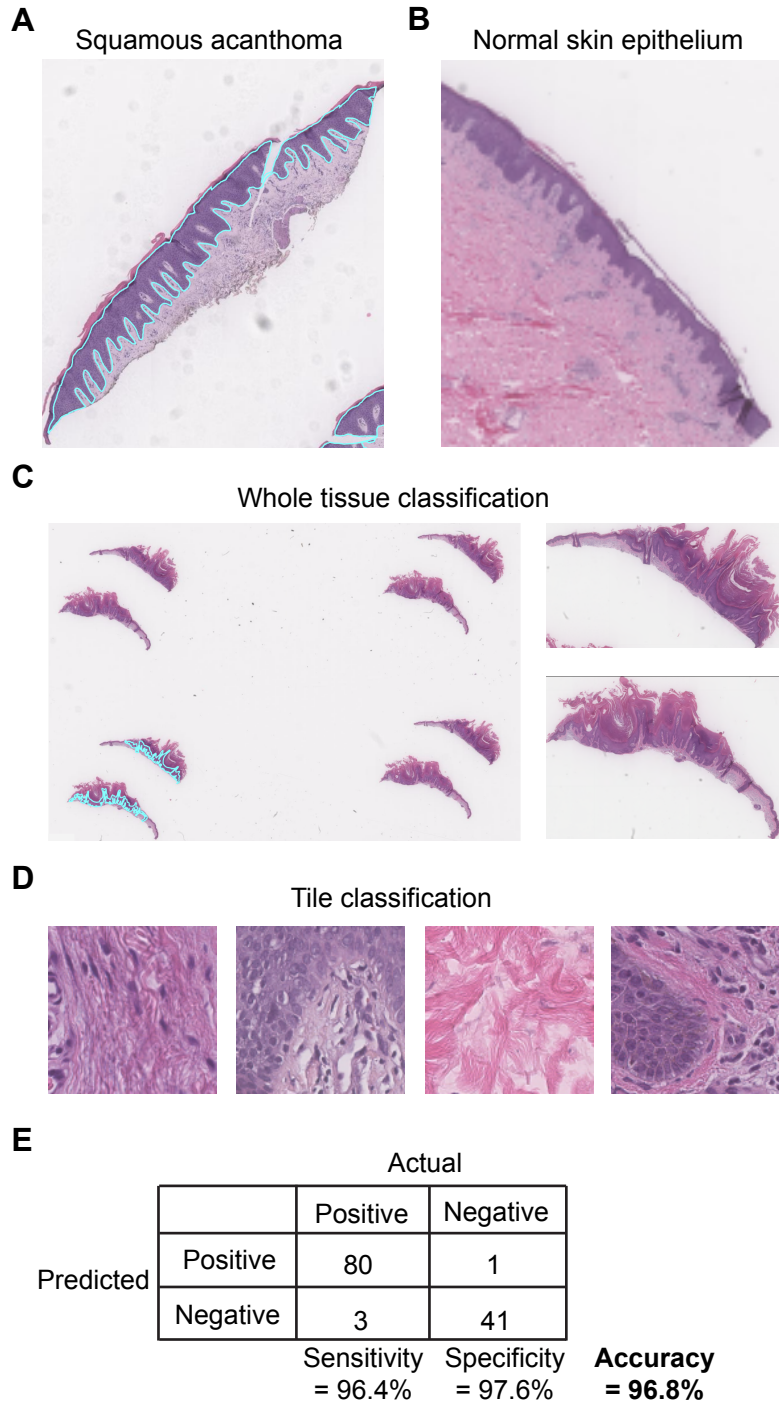 A
Squamous acanthoma
B
Normal skin epithelium
C
Whole tissue classification
D
Tile classification
E
Actual
Positive Negative
Predicted
Positive 80 1
Negative 3 41
Sensitivity
= 96.4%
Specificity
= 97.6%
Accuracy
= 96.8%